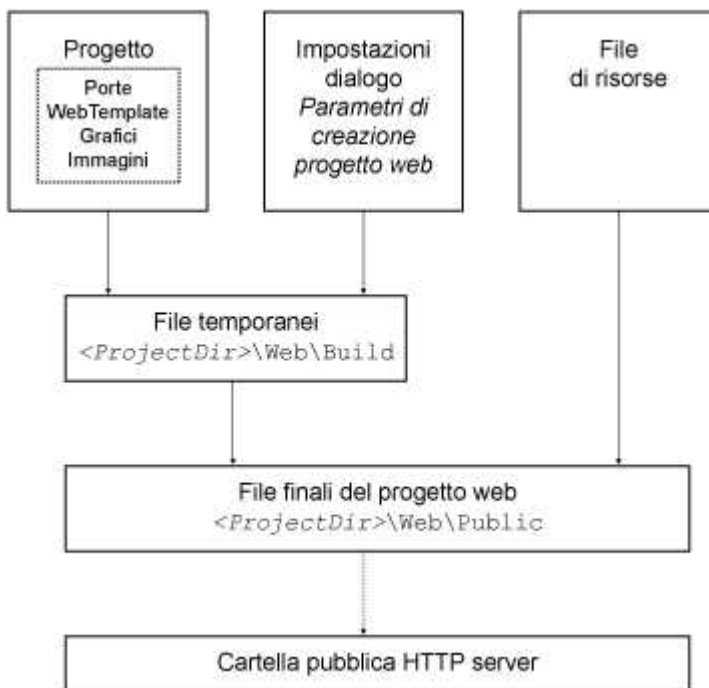 Progetto
Porte
WebTemplate
Grafici
Immagini
Impostazioni
dialogo
Parametri di
creazione
progetto web
File
di risorse
File temporanei
<ProjectDir>\Web\Build
File finali del progetto web
<ProjectDir>\Web\Public
Cartella pubblica HTTP server